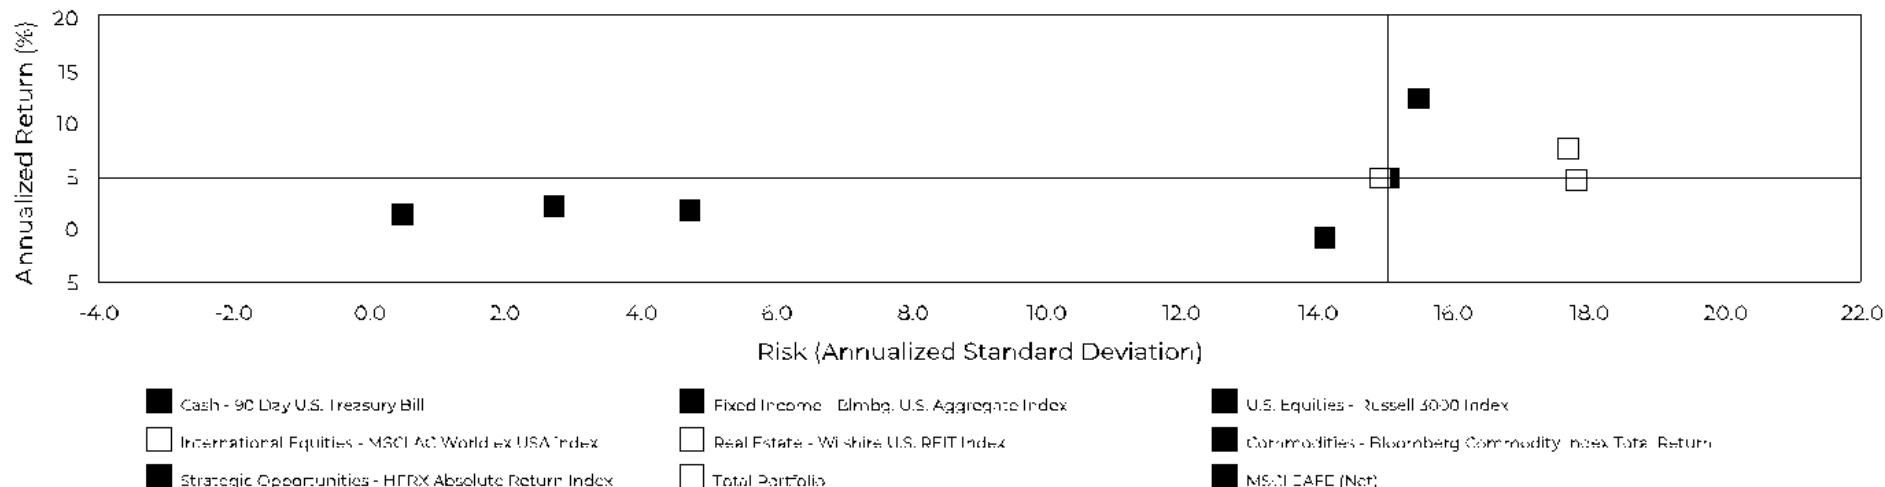 Annualized Return (%)
20
15
10
5
0
5
-4.0 -2.0 0.0 2.0 4.0 6.0 8.0 10.0 12.0 14.0 16.0 18.0 20.0 22.0
Risk (Annualized Standard Deviation)
Cash - 90 Day U.S. Treasury Bill Fixed Income - Blmbg. U.S. Aggregate Index U.S. Equities - Russell 3000 Index
International Equities - MSCI AC World ex USA Index Real Estate - Wilshire U.S. REIT Index Commodities - Bloomberg Commodity Index Total Return
Strategic Opportunities - HFRX Absolute Return Index Total Portfolio MSCI EAFE (Net)